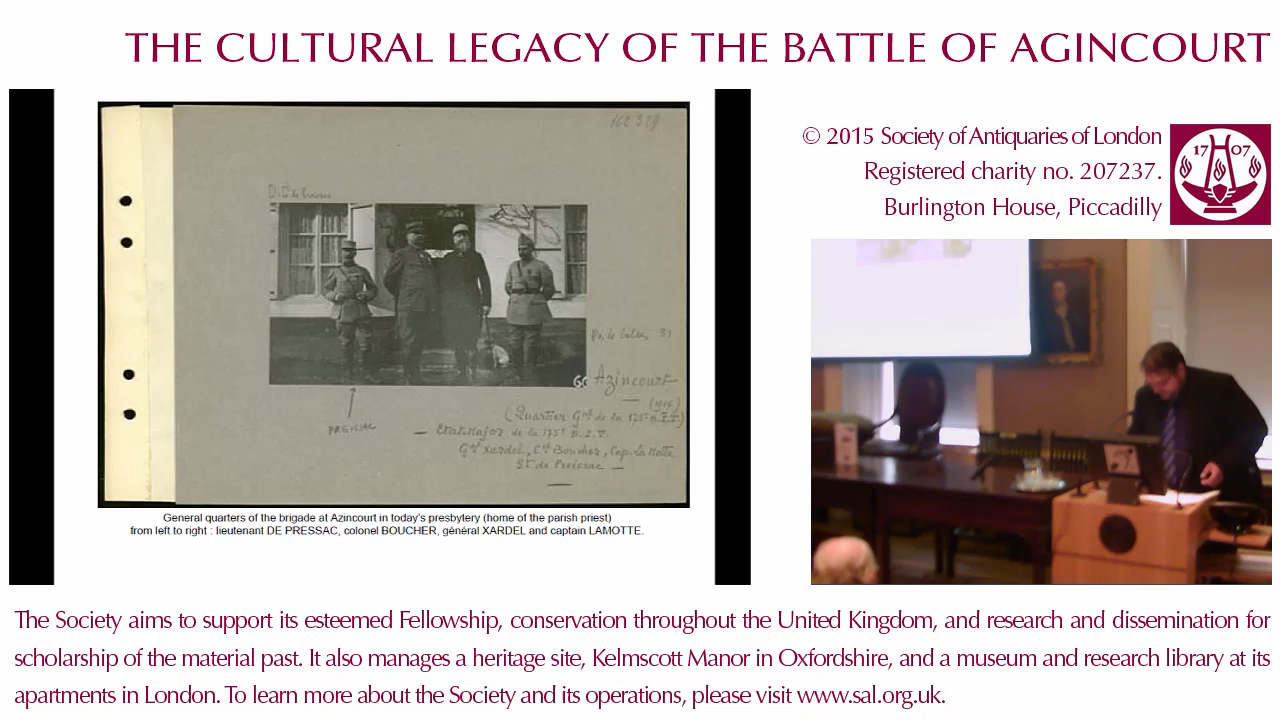 THE CULTURAL LEGACY OF THE BATTLE OF AGINCOURT
© 2015 Society of Antiquaries of London
Registered charity no. 207237.
Burlington House, Piccadilly
17 07
162 329
Pas de Calais 31
GG Azincourt
(1916)
(Quartier Gal de la 175e B.I.T)
PRESSAC
— Etat Major de la 175e B.I.T.
Gal Xardel, Cel Boucher, Cap. La Motte
Lt de Preissac —
General quarters of the brigade at Azincourt in today's presbytery (home of the parish priest)
from left to right : lieutenant DE PRESSAC, colonel BOUCHER, général XARDEL and captain LAMOTTE.
The Society aims to support its esteemed Fellowship, conservation throughout the United Kingdom, and research and dissemination for
scholarship of the material past. It also manages a heritage site, Kelmscott Manor in Oxfordshire, and a museum and research library at its
apartments in London. To learn more about the Society and its operations, please visit www.sal.org.uk.